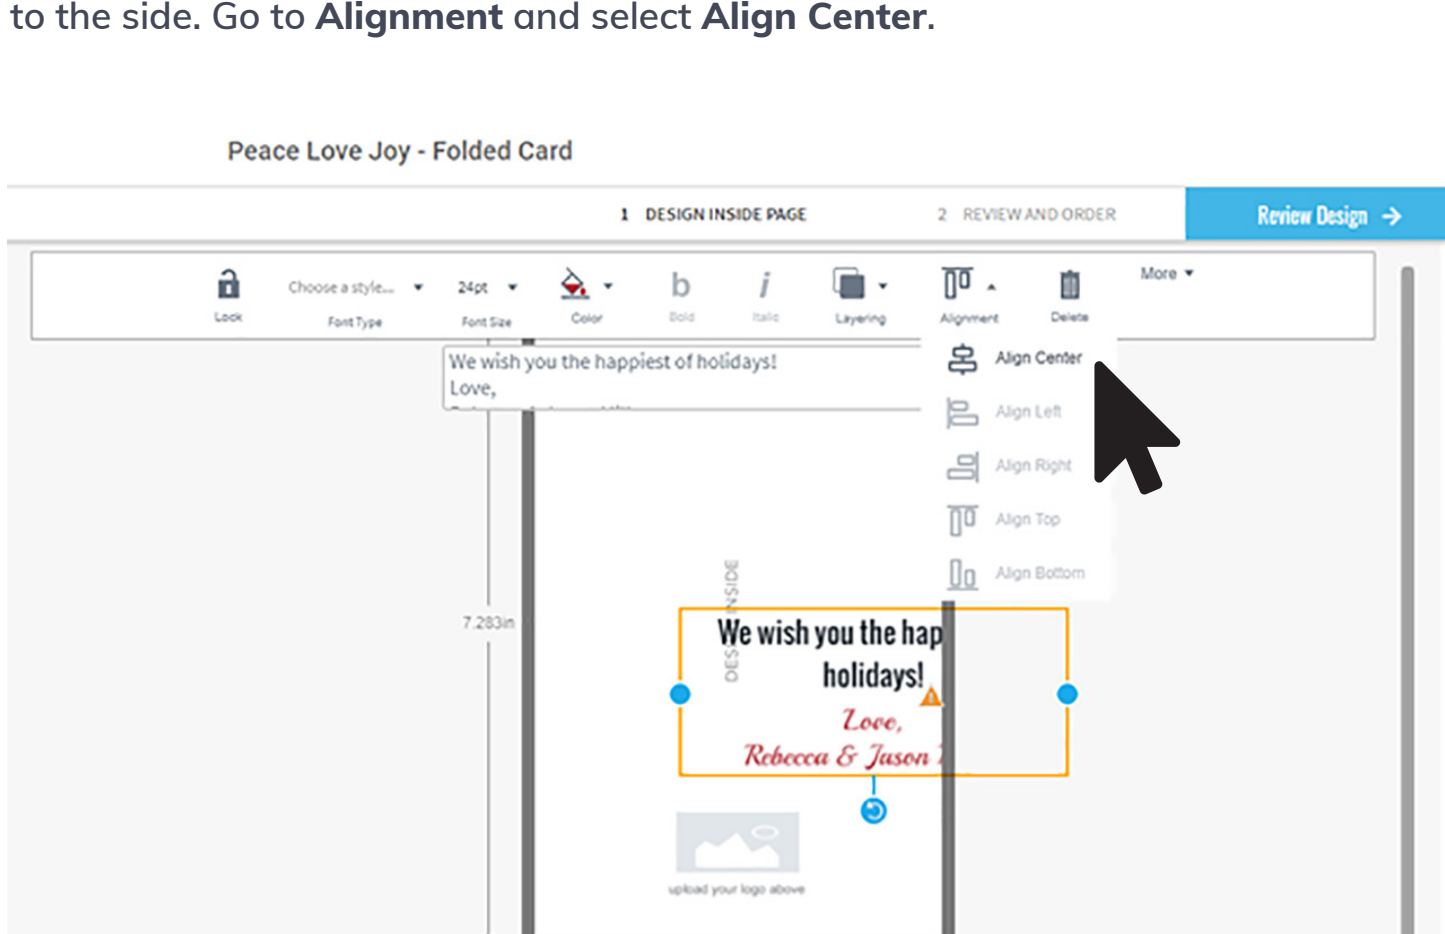 to the side. Go to Alignment and select Align Center.
Peace Love Joy - Folded Card
1 DESIGN INSIDE PAGE
2 REVIEW AND ORDER
Review Design
Choose a style...
24pt
b
i
More
Lock
Font Type
Font Size
Color
Bold
Italic
Layering
Alignment
Delete
We wish you the happiest of holidays!
Love,
Align Center
Align Left
Align Right
Align Top
Align Bottom
INSIDE
7.283in
We wish you the hap
holidays!
Love,
Rebecca & Jason
upload your logo above